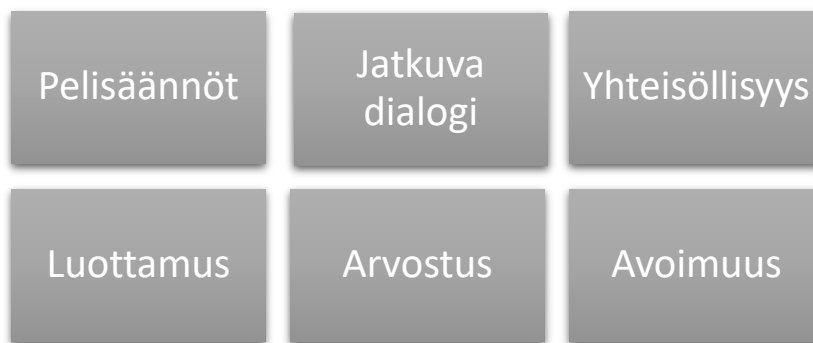 Pelisäännöt
Jatkuva
dialogi
Yhteisöllisyys
Luottamus
Arvostus
Avoimuus